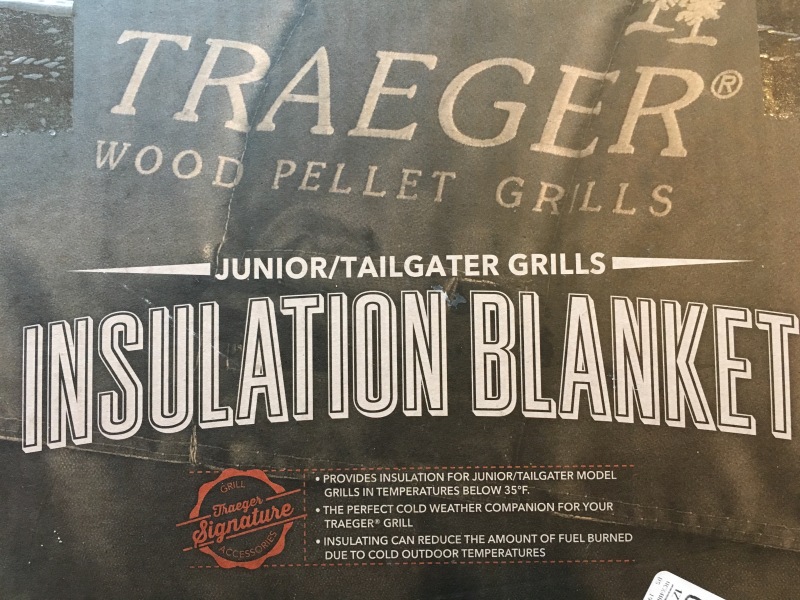 TRAEGER®
WOOD PELLET GRILLS
JUNIOR/TAILGATER GRILLS
INSULATION BLANKET
GRILL
Traeger
Signature
ACCESSORIES
• PROVIDES INSULATION FOR JUNIOR/TAILGATER MODEL
GRILLS IN TEMPERATURES BELOW 35°F.
• THE PERFECT COLD WEATHER COMPANION FOR YOUR
TRAEGER® GRILL
• INSULATING CAN REDUCE THE AMOUNT OF FUEL BURNED
DUE TO COLD OUTDOOR TEMPERATURES